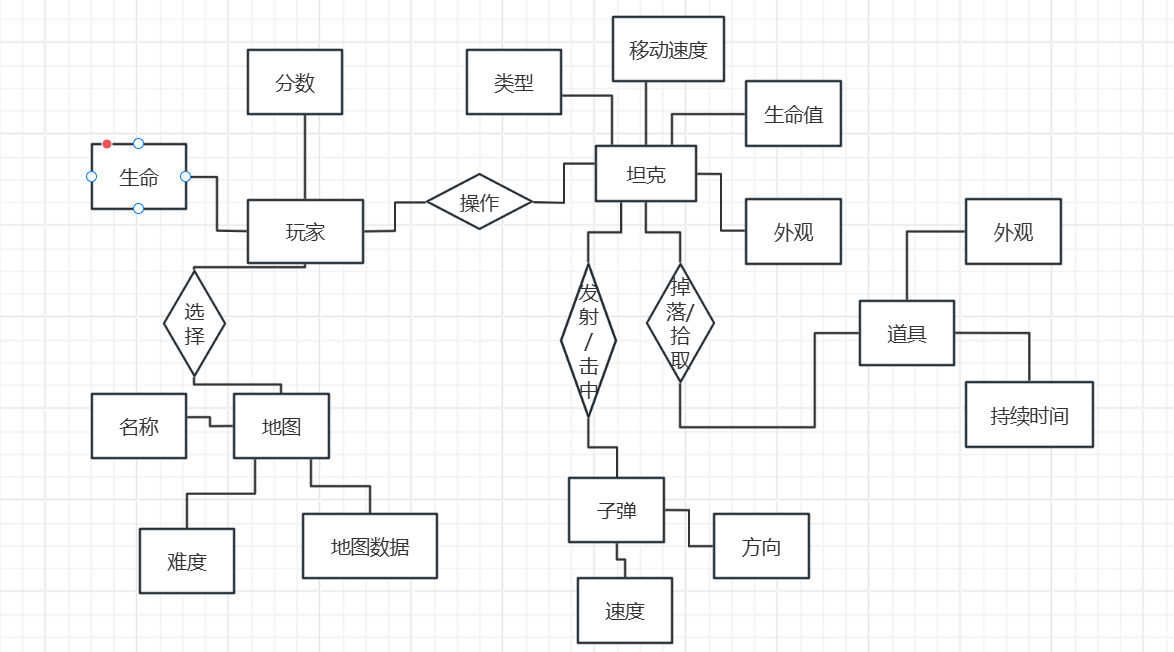 移动速度
类型
分数
生命值
坦克
生命
操作
玩家
外观
外观
发
射
/
击
中
掉
落/
拾
取
选
择
道具
名称
地图
持续时间
子弹
地图数据
方向
难度
速度